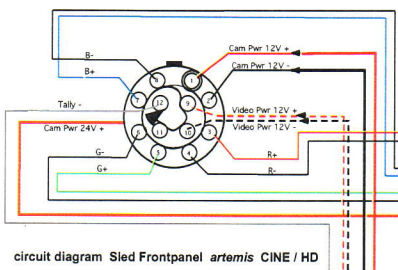 B-
Cam Pwr 12V +
B+
Cam Pwr 12V -
8
1
7
2
Tally -
12
9
Video Pwr 12V +
Cam Pwr 24V +
Video Pwr 12V -
6
11
10
3
G-
R+
5
4
G+
R-
circuit diagram Sled Frontpanel artemis CINE / HD